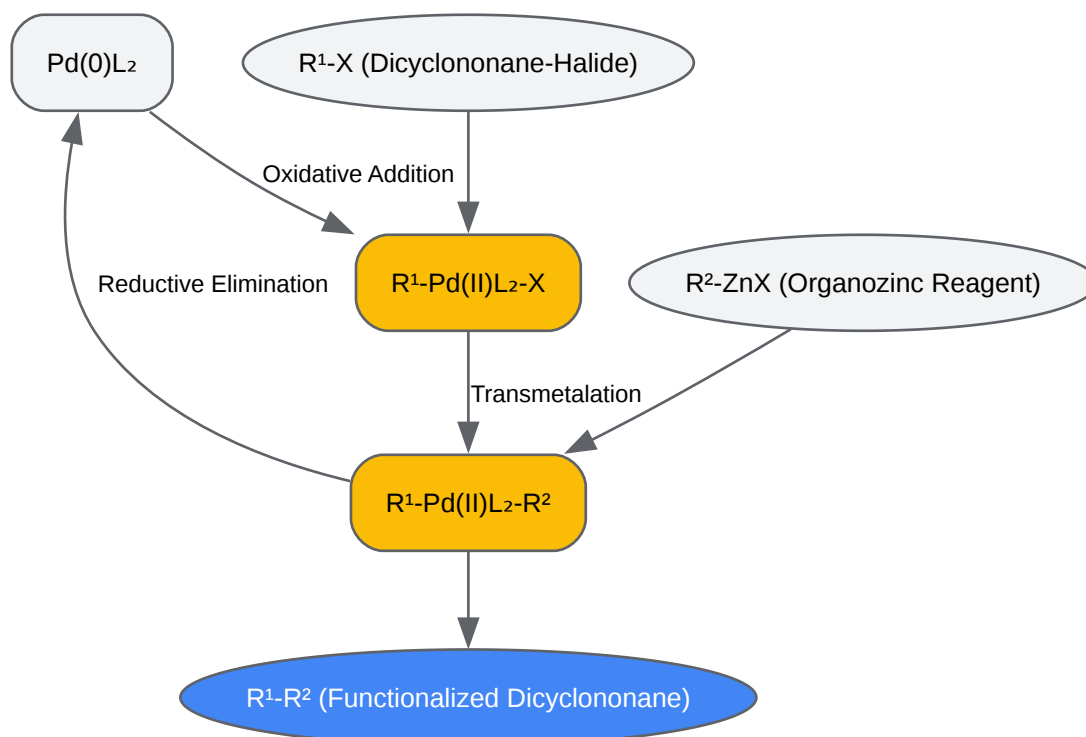 Pd(0)L₂
R¹-X (Dicyclononane-Halide)
Oxidative Addition
R¹-Pd(II)L₂-X
Reductive Elimination
R²-ZnX (Organozinc Reagent)
Transmetalation
R¹-Pd(II)L₂-R²
R¹-R² (Functionalized Dicyclononane)